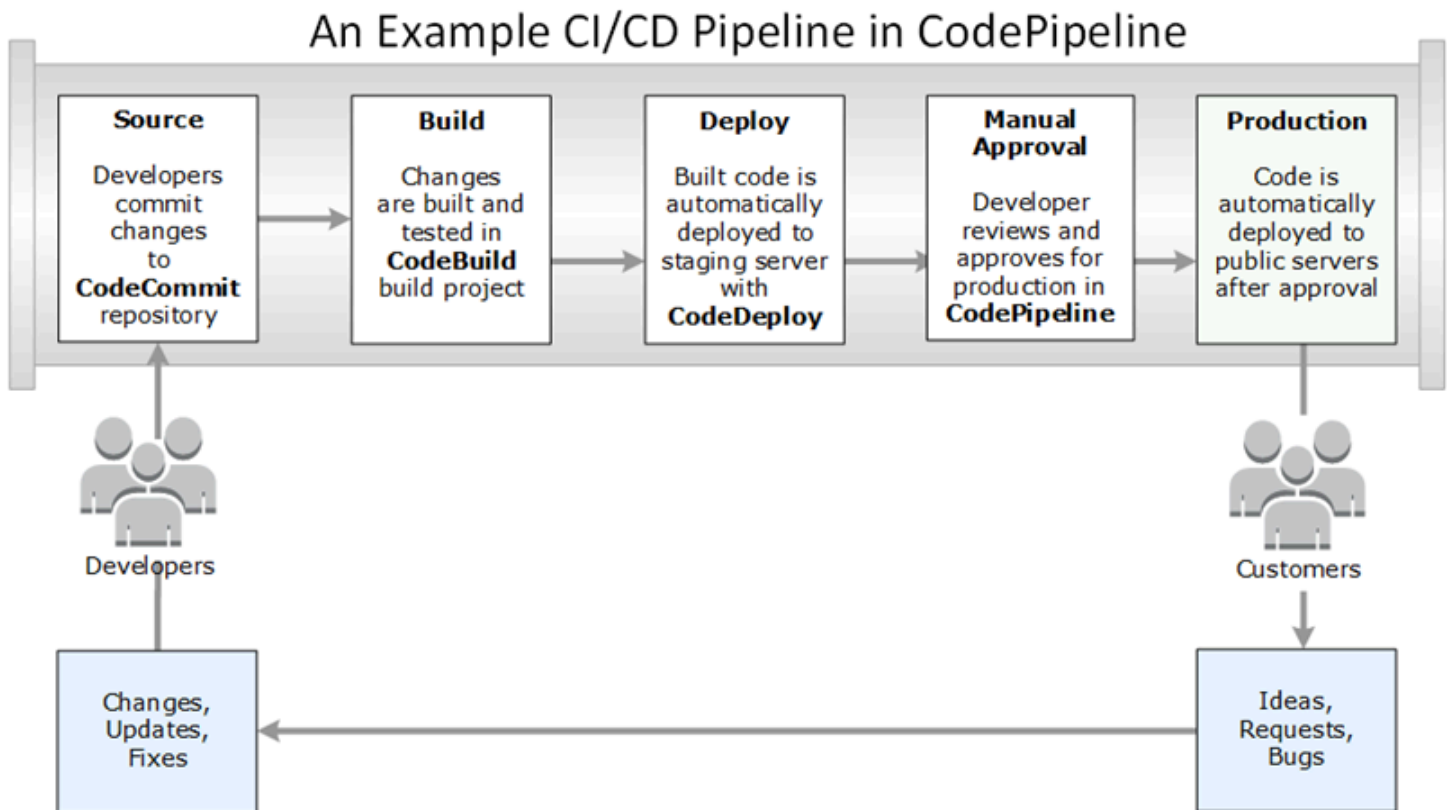 An Example CI/CD Pipeline in CodePipeline
Source
Developers
commit
changes
to
CodeCommit
repository
Build
Changes
are built and
tested in
CodeBuild
build project
Deploy
Built code is
automatically
deployed to
staging server
with
CodeDeploy
Manual
Approval
Developer
reviews and
approves for
production in
CodePipeline
Production
Code is
automatically
deployed to
public servers
after approval
Developers
Customers
Changes,
Updates,
Fixes
Ideas,
Requests,
Bugs